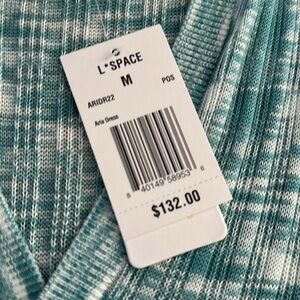 L*SPACE
M
ARIDR22 POS
Aria Dress
8 40149 58953 6
$132.00